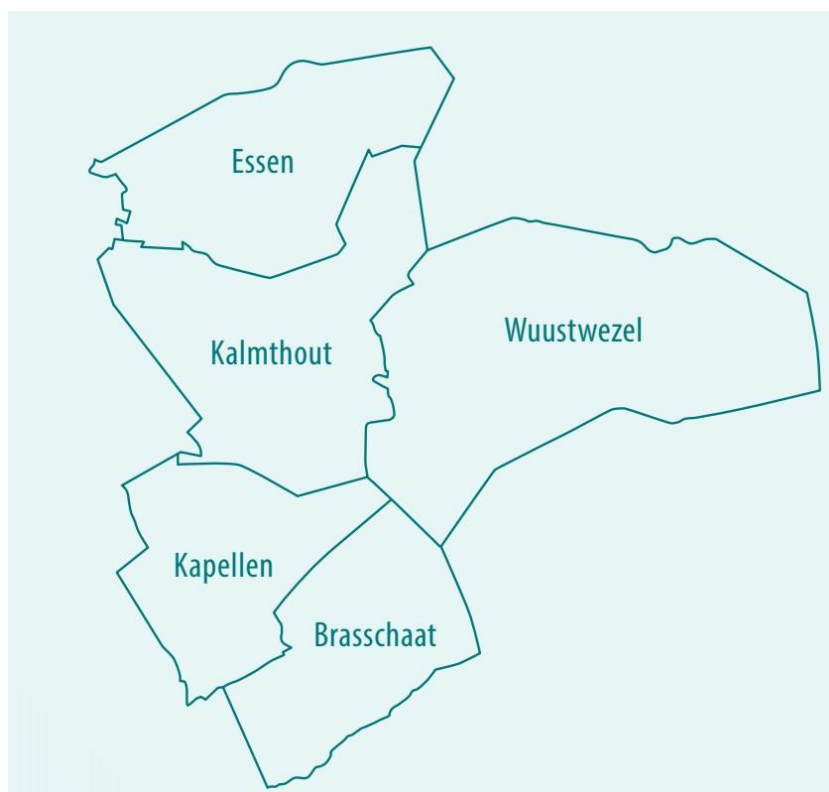 Essen
Wuustwezel
Kalmthout
Kapellen
Brasschaat